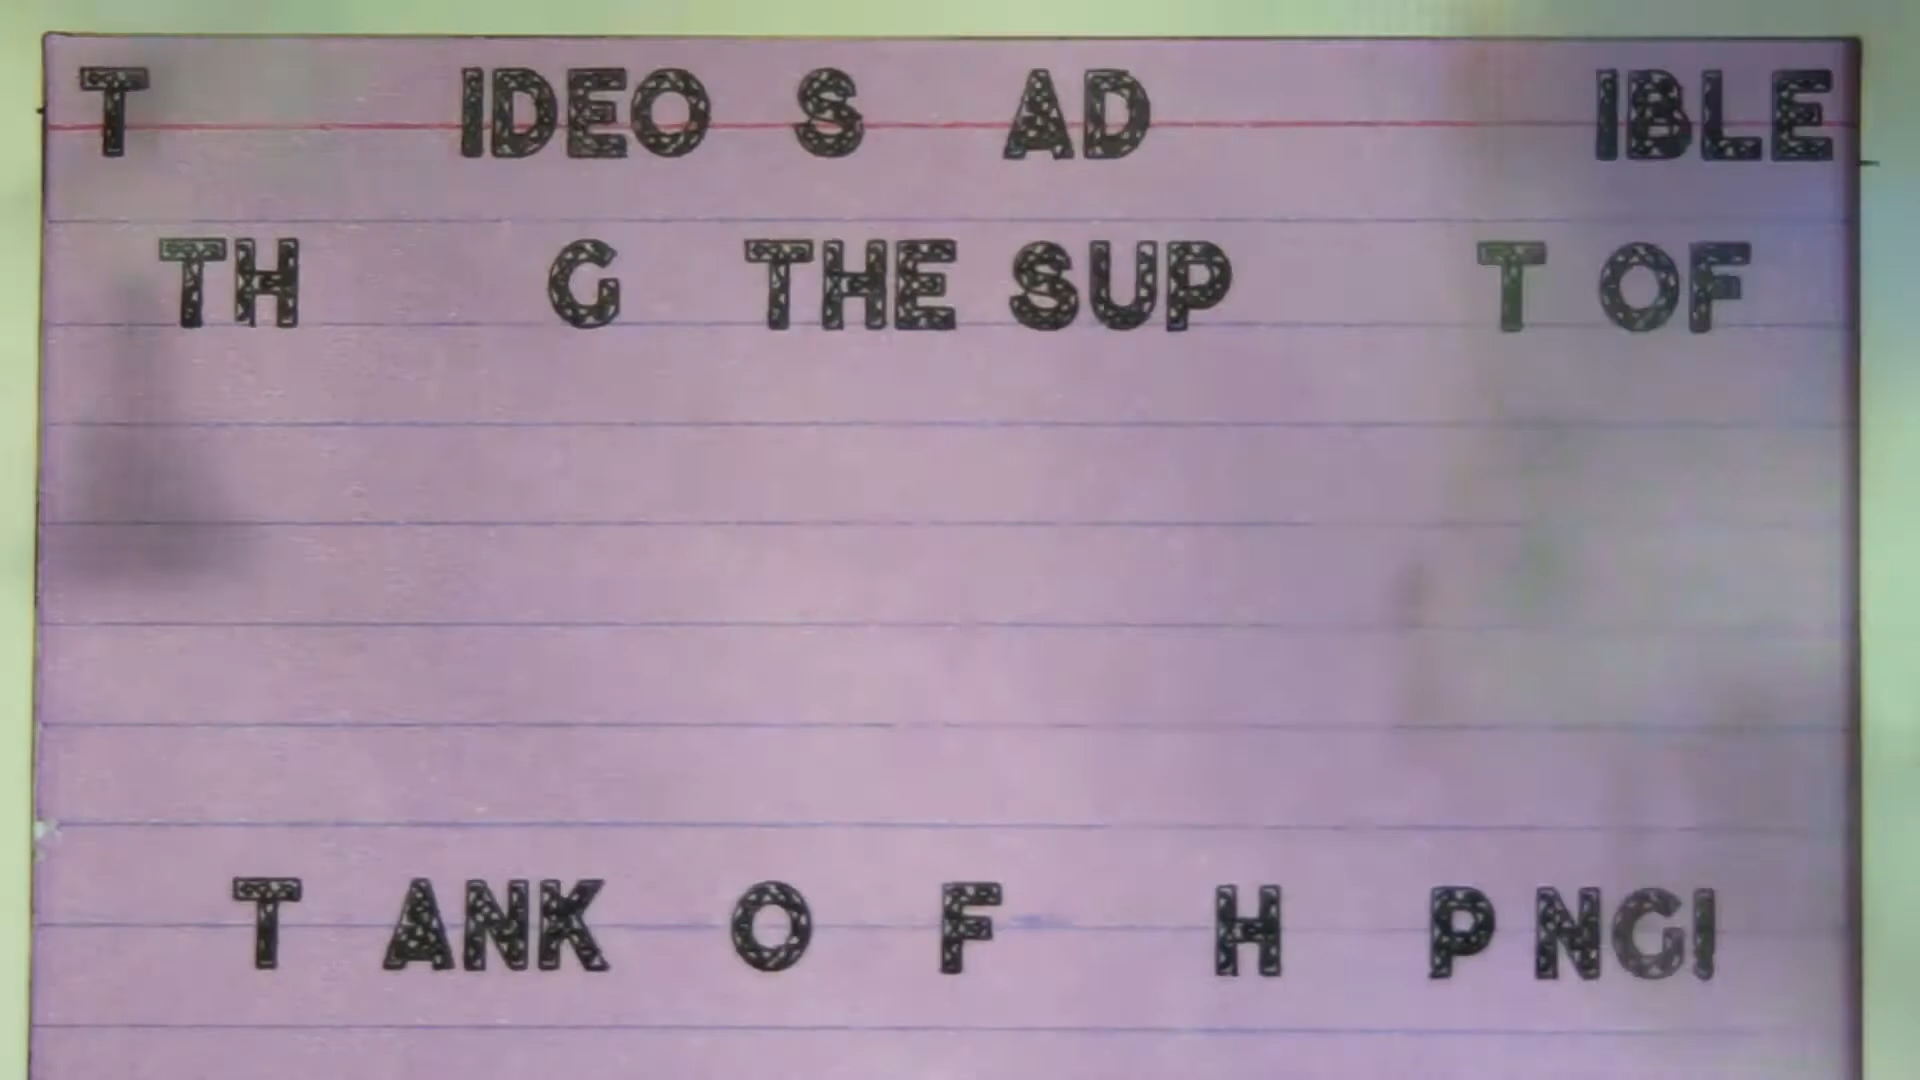 T IDEO S AD IBLE
TH G THE SUP T OF
T ANK O F H P NGI